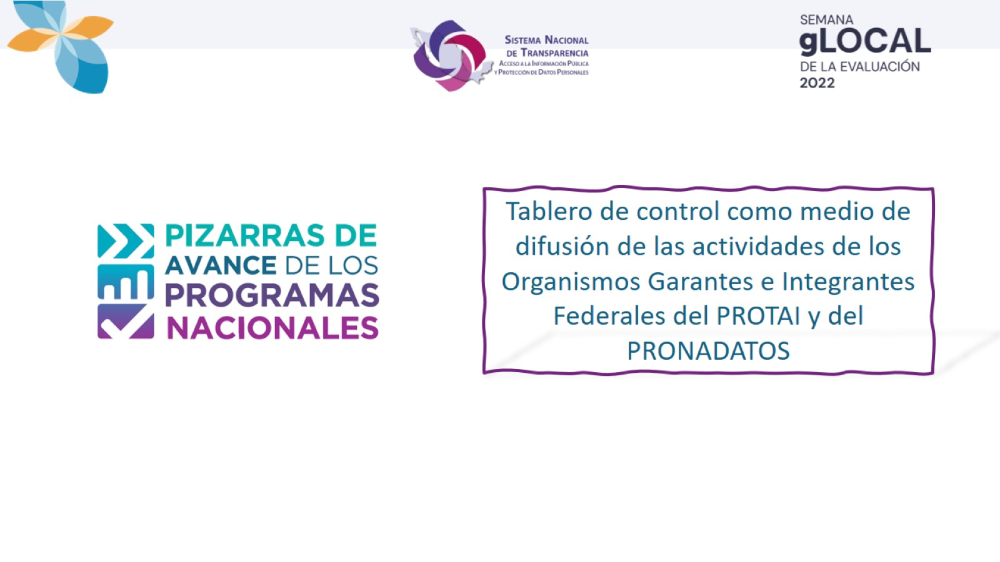 SISTEMA NACIONAL
DE TRANSPARENCIA
ACCESO A LA INFORMACIÓN PÚBLICA
Y PROTECCIÓN DE DATOS PERSONALES
SEMANA
gLOCAL
DE LA EVALUACIÓN
2022
PIZARRAS DE
AVANCE DE LOS
PROGRAMAS
NACIONALES
Tablero de control como medio de
difusión de las actividades de los
Organismos Garantes e Integrantes
Federales del PROTAI y del
PRONADATOS